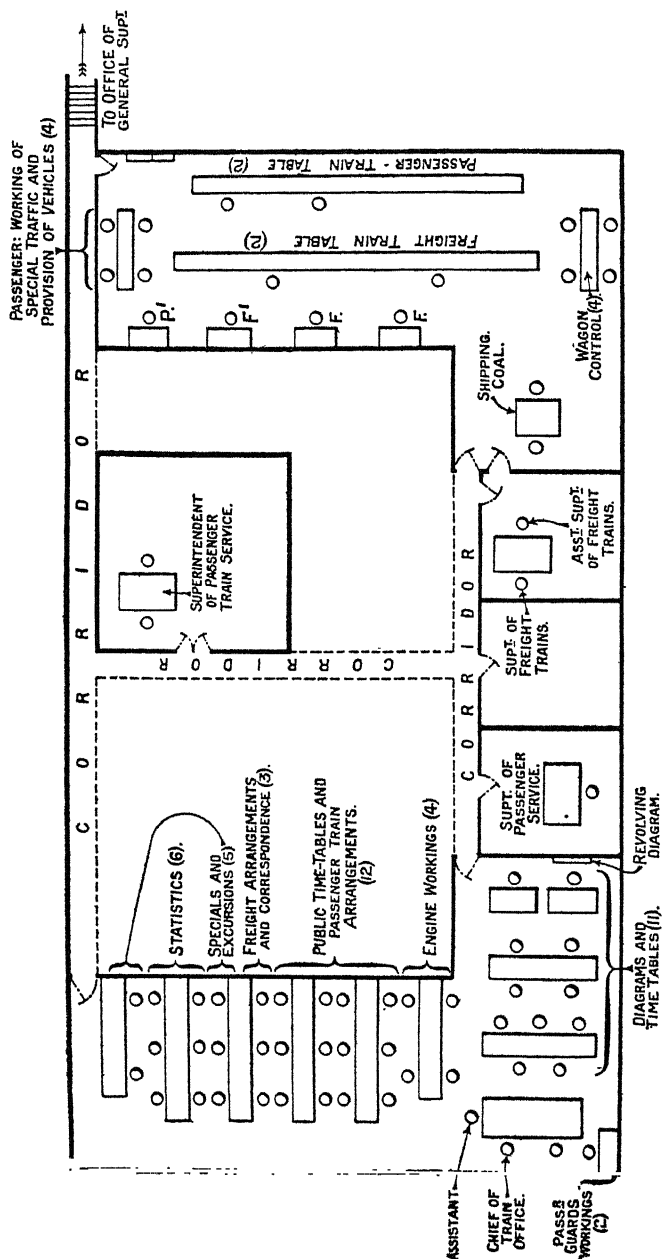 PASSENGER: WORKING OF
SPECIAL TRAFFIC AND
PROVISION OF VEHICLES (4)
TO OFFICE OF
GENERAL SUPT
CORRIDOR
PASSENGER-TRAIN TABLE (2)
FREIGHT TRAIN TABLE (2)
P.'
F'
F.
F.
WAGON
CONTROL (4).
SHIPPING
COAL.
SUPERINTENDENT
OF PASSENGER
TRAIN SERVICE.
CORRIDOR
CORRIDOR
ASST. SUPT
OF FREIGHT
TRAINS.
SUPT. OF
FREIGHT
TRAINS.
SUPT. OF
PASSENGER
SERVICE.
REVOLVING
DIAGRAM.
STATISTICS (6).
SPECIALS AND
EXCURSIONS (5)
FREIGHT ARRANGEMENTS
AND CORRESPONDENCE (3).
PUBLIC TIME-TABLES AND
PASSENGER TRAIN
ARRANGEMENTS.
(12)
ENGINE WORKINGS (4)
DIAGRAMS AND
TIME TABLES (11).
ASSISTANT
CHIEF OF
TRAIN
OFFICE.
PASSR
GUARDS
WORKINGS
(2)